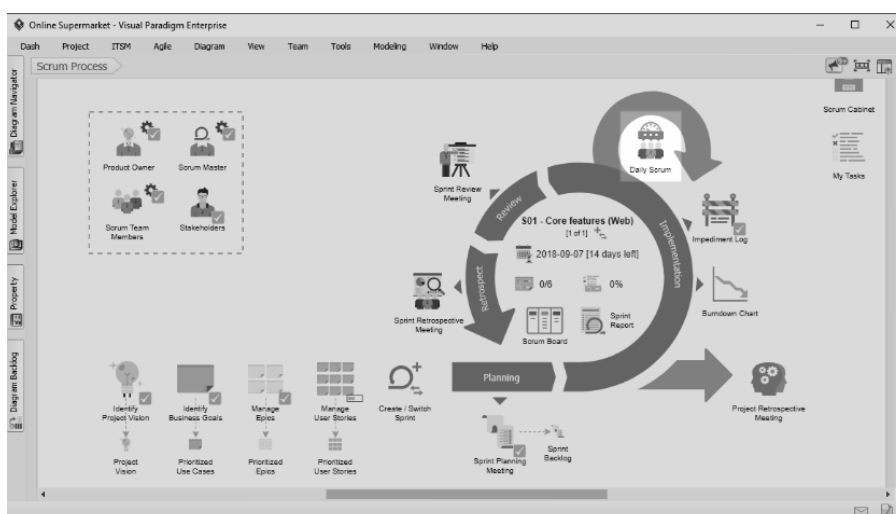 Online Supermarket - Visual Paradigm Enterprise
Dash Project ITSM Agile Diagram View Team Tools Modeling Window Help
Scrum Process
Diagram Navigator
Model Explorer
Property
Diagram Backlog
Scrum Cabinet
My Tasks
Product Owner
Scrum Master
Scrum Team
Members
Stakeholders
Daily Scrum
Sprint Review
Meeting
Review
Implementation
Retrospect
S01 - Core features (Web)
[1 of 1]
2018-09-07 [14 days left]
0/6
0%
Scrum Board
Sprint
Report
Impediment Log
Burndown Chart
Sprint Retrospective
Meeting
Planning
Identify
Project Vision
Identify
Business Goals
Manage
Epics
Manage
User Stories
Create / Switch
Sprint
Project
Vision
Prioritized
Use Cases
Prioritized
Epics
Prioritized
User Stories
Sprint Planning
Meeting
Sprint
Backlog
Project Retrospective
Meeting